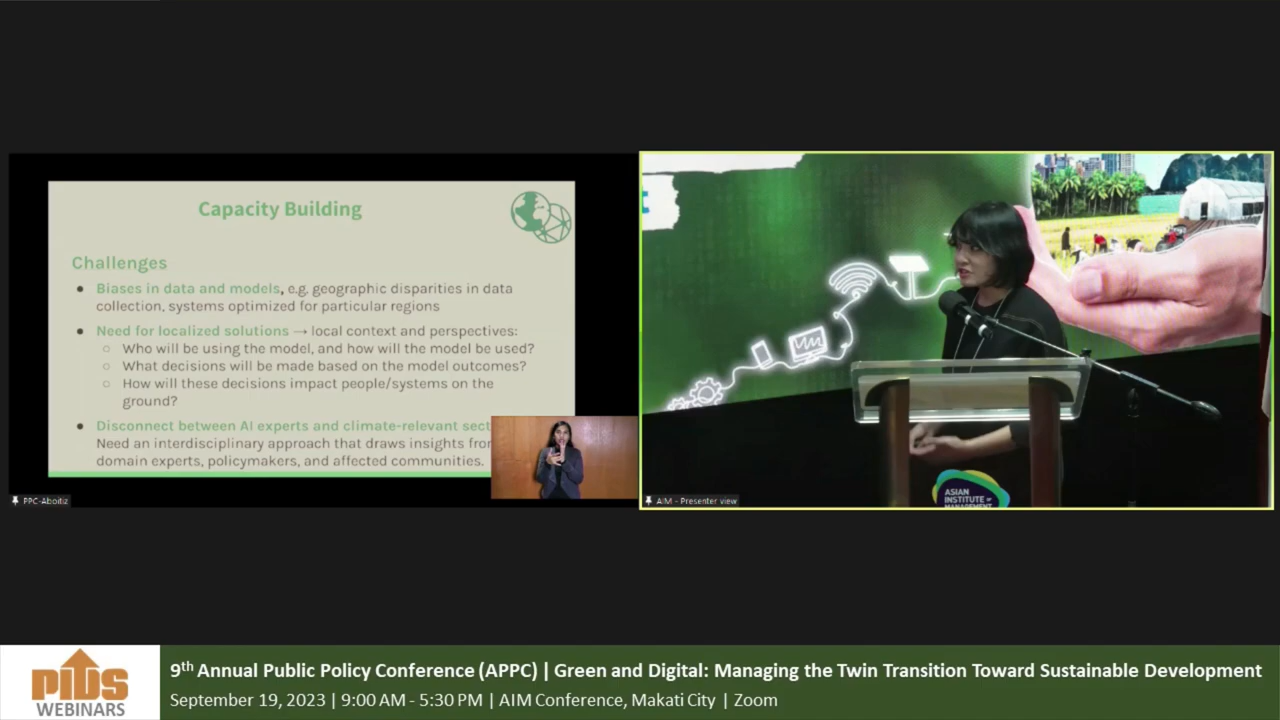 Capacity Building
Challenges
● Biases in data and models, e.g. geographic disparities in data
collection, systems optimized for particular regions
● Need for localized solutions → local context and perspectives:
○ Who will be using the model, and how will the model be used?
○ What decisions will be made based on the model outcomes?
○ How will these decisions impact people/systems on the
ground?
● Disconnect between AI experts and climate-relevant
Need an interdisciplinary approach that draws insights
domain experts, policymakers, and affected communities.
PPC-Aboitiz
AIM - Presenter view
ASIAN
INSTITUTE OF
MANAGEMENT
PIDS
WEBINARS
9th Annual Public Policy Conference (APPC) | Green and Digital: Managing the Twin Transition Toward Sustainable Development
September 19, 2023 | 9:00 AM - 5:30 PM | AIM Conference, Makati City | Zoom